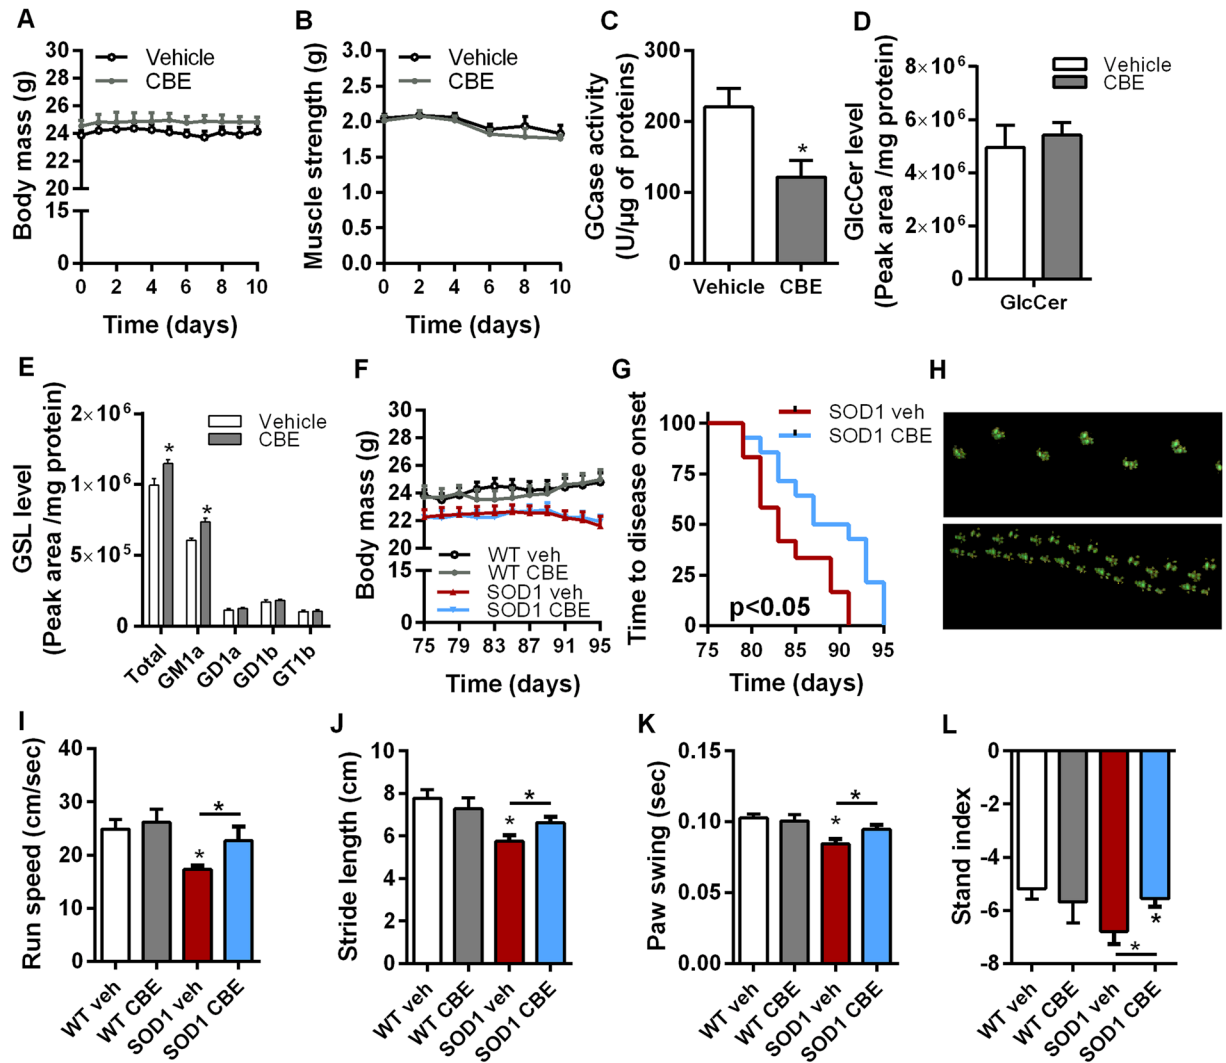 A
Body mass (g)
30
28
26
24
22
20
15
0
Vehicle
CBE
0 2 4 6 8 10
Time (days)
B
Muscle strength (g)
3.0
2.5
2.0
1.5
1.0
0.5
0.0
Vehicle
CBE
0 2 4 6 8 10
Time (days)
C
GCase activity
(U/µg of proteins)
300
200
100
0
*
Vehicle CBE
D
GlcCer level
(Peak area /mg protein)
8×10⁶
6×10⁶
4×10⁶
2×10⁶
0
Vehicle
CBE
GlcCer
E
GSL level
(Peak area /mg protein)
2×10⁶
1×10⁶
5×10⁵
0
Vehicle
CBE
*
*
Total GM1a GD1a GD1b GT1b
F
Body mass (g)
30
28
26
24
22
20
15
0
WT veh
WT CBE
SOD1 veh
SOD1 CBE
75 79 83 87 91 95
Time (days)
G
Time to disease onset
100
75
50
25
0
SOD1 veh
SOD1 CBE
p<0.05
75 80 85 90 95
Time (days)
H
I
Run speed (cm/sec)
40
30
20
10
0
*
*
WT veh WT CBE SOD1 veh SOD1 CBE
J
Stride length (cm)
10
8
6
4
2
0
*
*
WT veh WT CBE SOD1 veh SOD1 CBE
K
Paw swing (sec)
0.15
0.10
0.05
0.00
*
*
WT veh WT CBE SOD1 veh SOD1 CBE
L
Stand index
0
-2
-4
-6
-8
*
*
WT veh WT CBE SOD1 veh SOD1 CBE